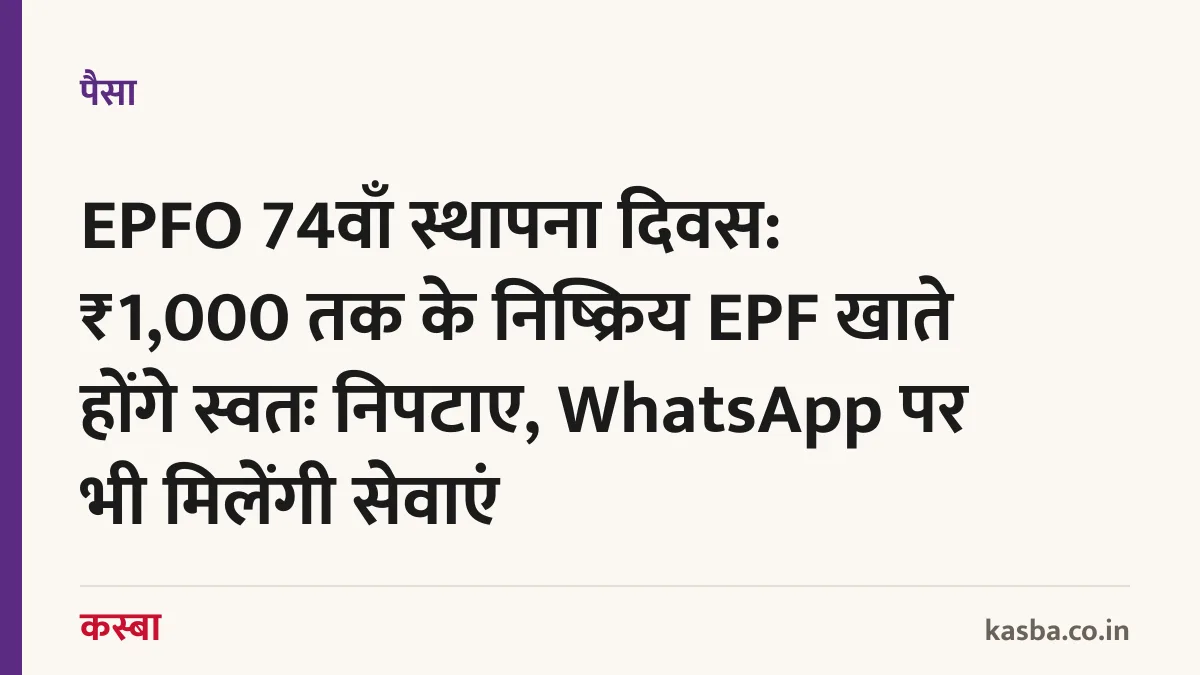 पैसा
EPFO 74वाँ स्थापना दिवस:
₹1,000 तक के निष्क्रिय EPF खाते
होंगे स्वतः निपटाए, WhatsApp पर
भी मिलेंगी सेवाएं
कस्बा
kasba.co.in